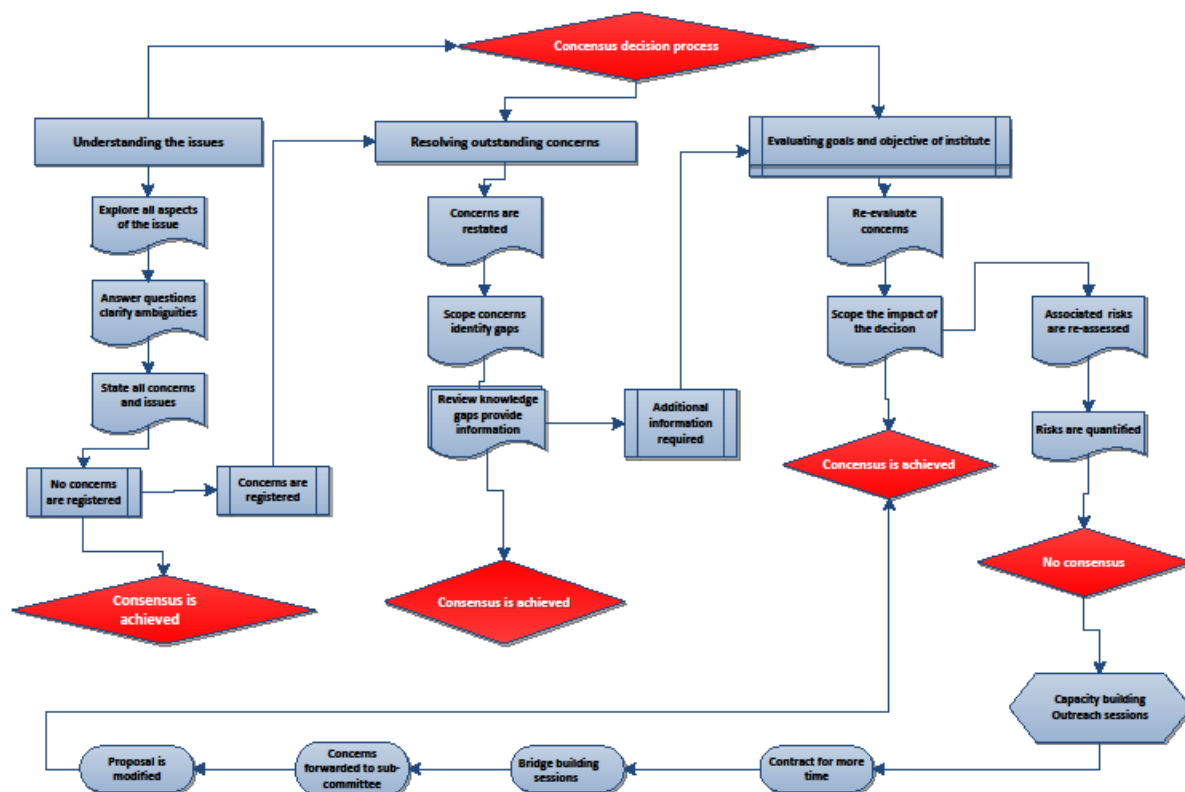 Concensus decision process
Understanding the issues
Resolving outstanding concerns
Evaluating goals and objective of institute
Explore all aspects
of the issue
Concerns are
restated
Re-evaluate
concerns
Answer questions
clarify ambiguities
Scope concerns
identify gaps
Scope the impact of
the decison
Associated risks
are re-assessed
State all concerns
and issues
Review knowledge
gaps provide
information
Additional
information
required
Risks are quantified
No concerns
are registered
Concerns are
registered
Concensus is achieved
No consensus
Consensus is
achieved
Consensus is achieved
Capacity building
Outreach sessions
Proposal is
modified
Concerns
forwarded to sub-
committee
Bridge building
sessions
Contract for more
time